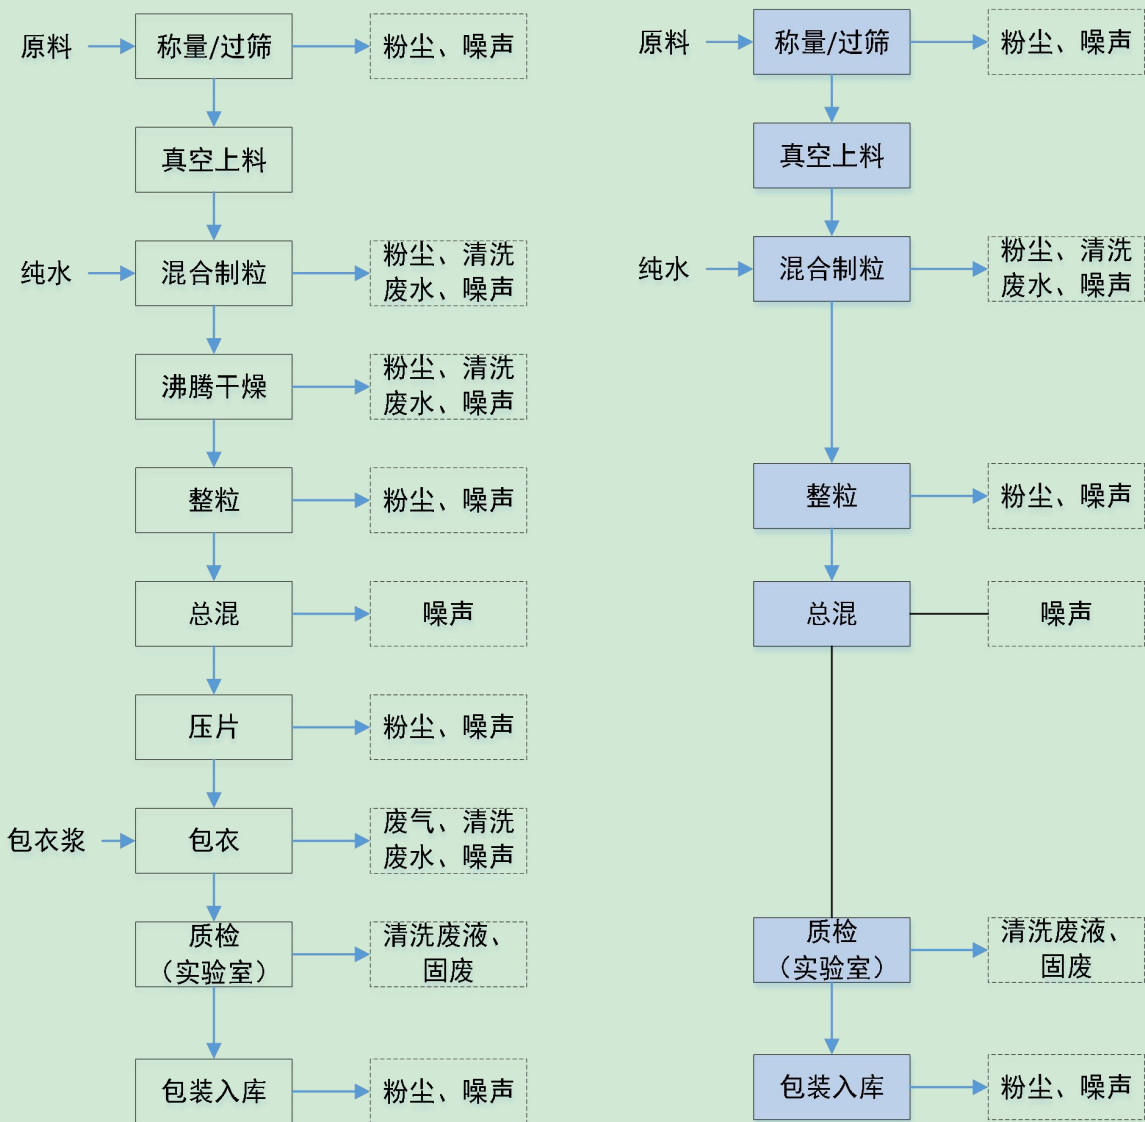 原料
称量/过筛
粉尘、噪声
真空上料
纯水
混合制粒
粉尘、清洗
废水、噪声
沸腾干燥
粉尘、清洗
废水、噪声
整粒
粉尘、噪声
总混
噪声
压片
粉尘、噪声
包衣浆
包衣
废气、清洗
废水、噪声
质检
（实验室）
清洗废液、
固废
包装入库
粉尘、噪声
原料
称量/过筛
粉尘、噪声
真空上料
纯水
混合制粒
粉尘、清洗
废水、噪声
整粒
粉尘、噪声
总混
噪声
质检
（实验室）
清洗废液、
固废
包装入库
粉尘、噪声